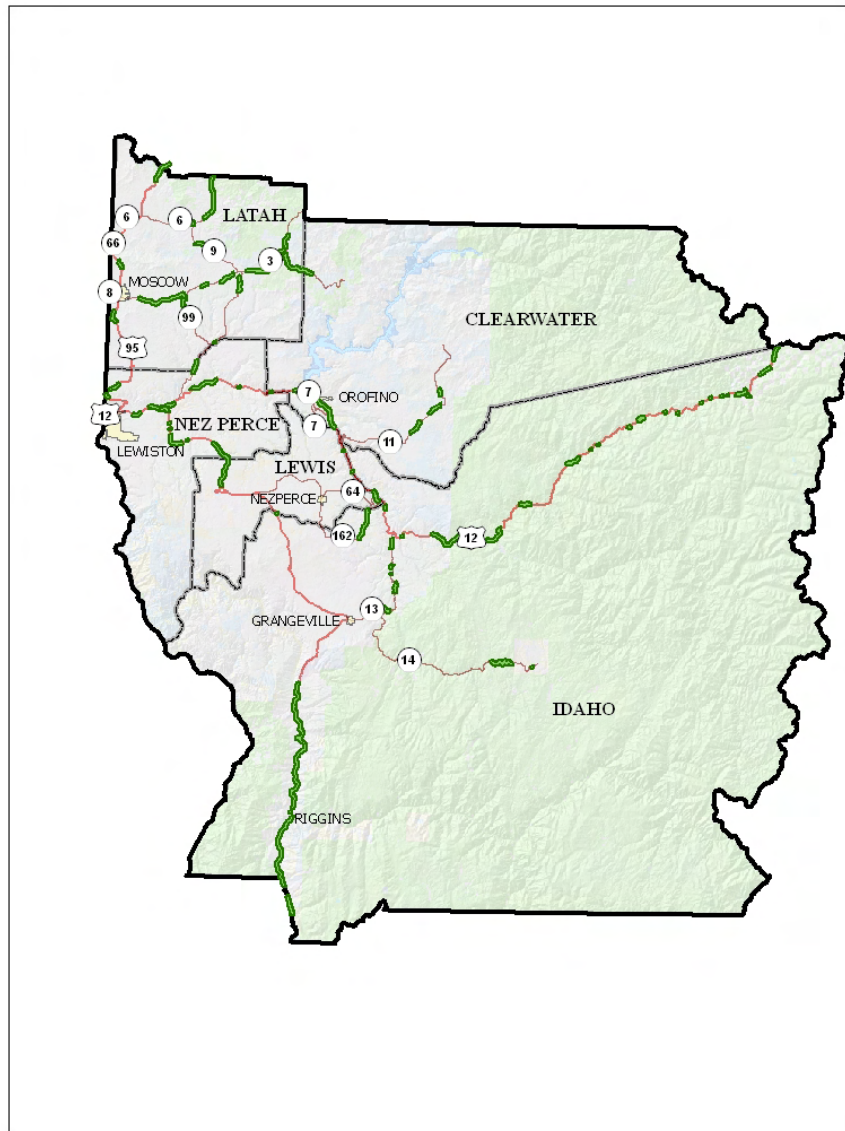 6
6
LATAH
66
9
3
8
MOSCOW
99
CLEARWATER
95
7
OROFINO
12
NEZ PERCE
7
11
LEWISTON
LEWIS
64
NEZPERCE
162
12
13
GRANGEVILLE
14
IDAHO
RIGGINS